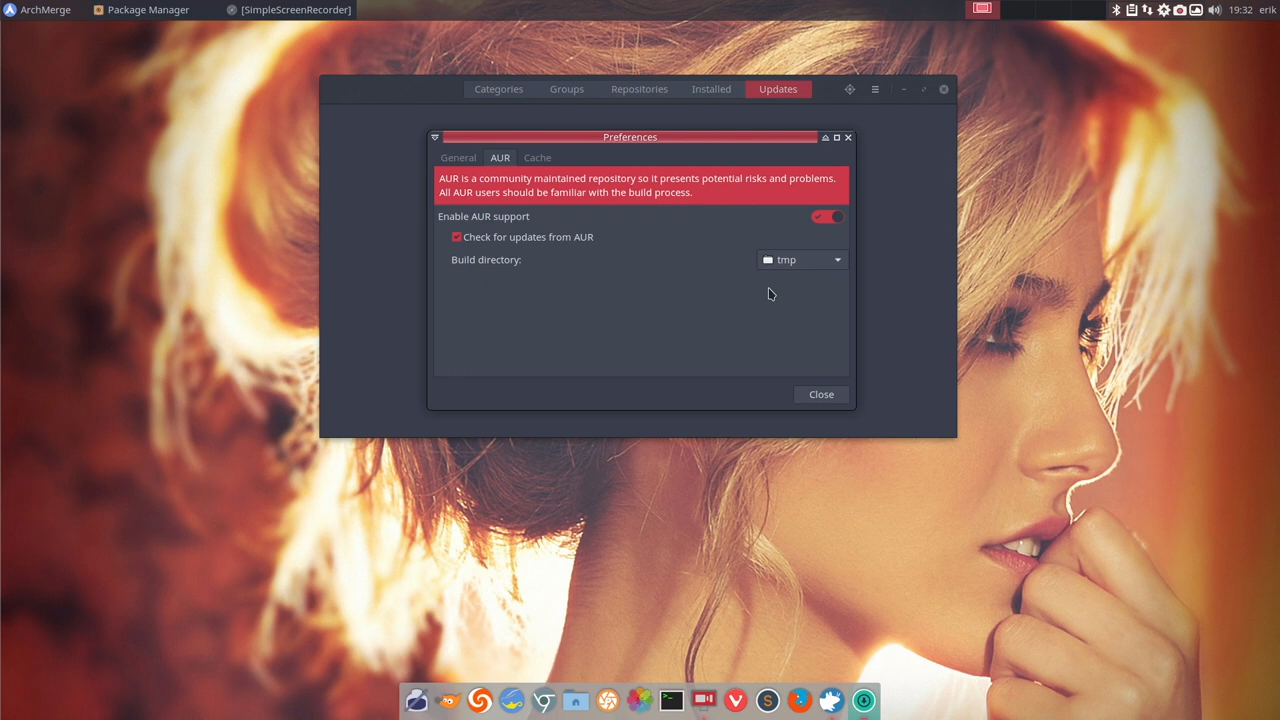 ArchMerge
Package Manager
[SimpleScreenRecorder]
19:32
erik
Categories
Groups
Repositories
Installed
Updates
Preferences
General
AUR
Cache
AUR is a community maintained repository so it presents potential risks and problems.
All AUR users should be familiar with the build process.
Enable AUR support
Check for updates from AUR
Build directory:
tmp
Close